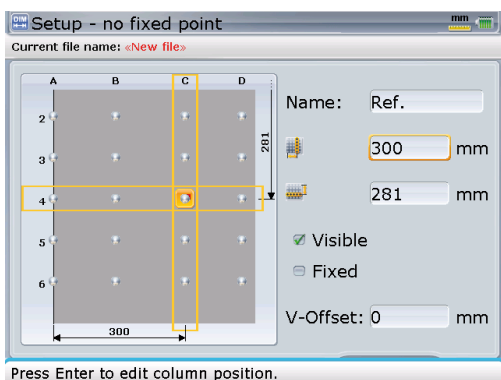 DIM Setup - no fixed point mm
Current file name: «New file»
A B C D
Name: Ref.
2
281
3
300 mm
4
281 mm
5
Visible
Fixed
6
V-Offset: 0 mm
300
Press Enter to edit column position.